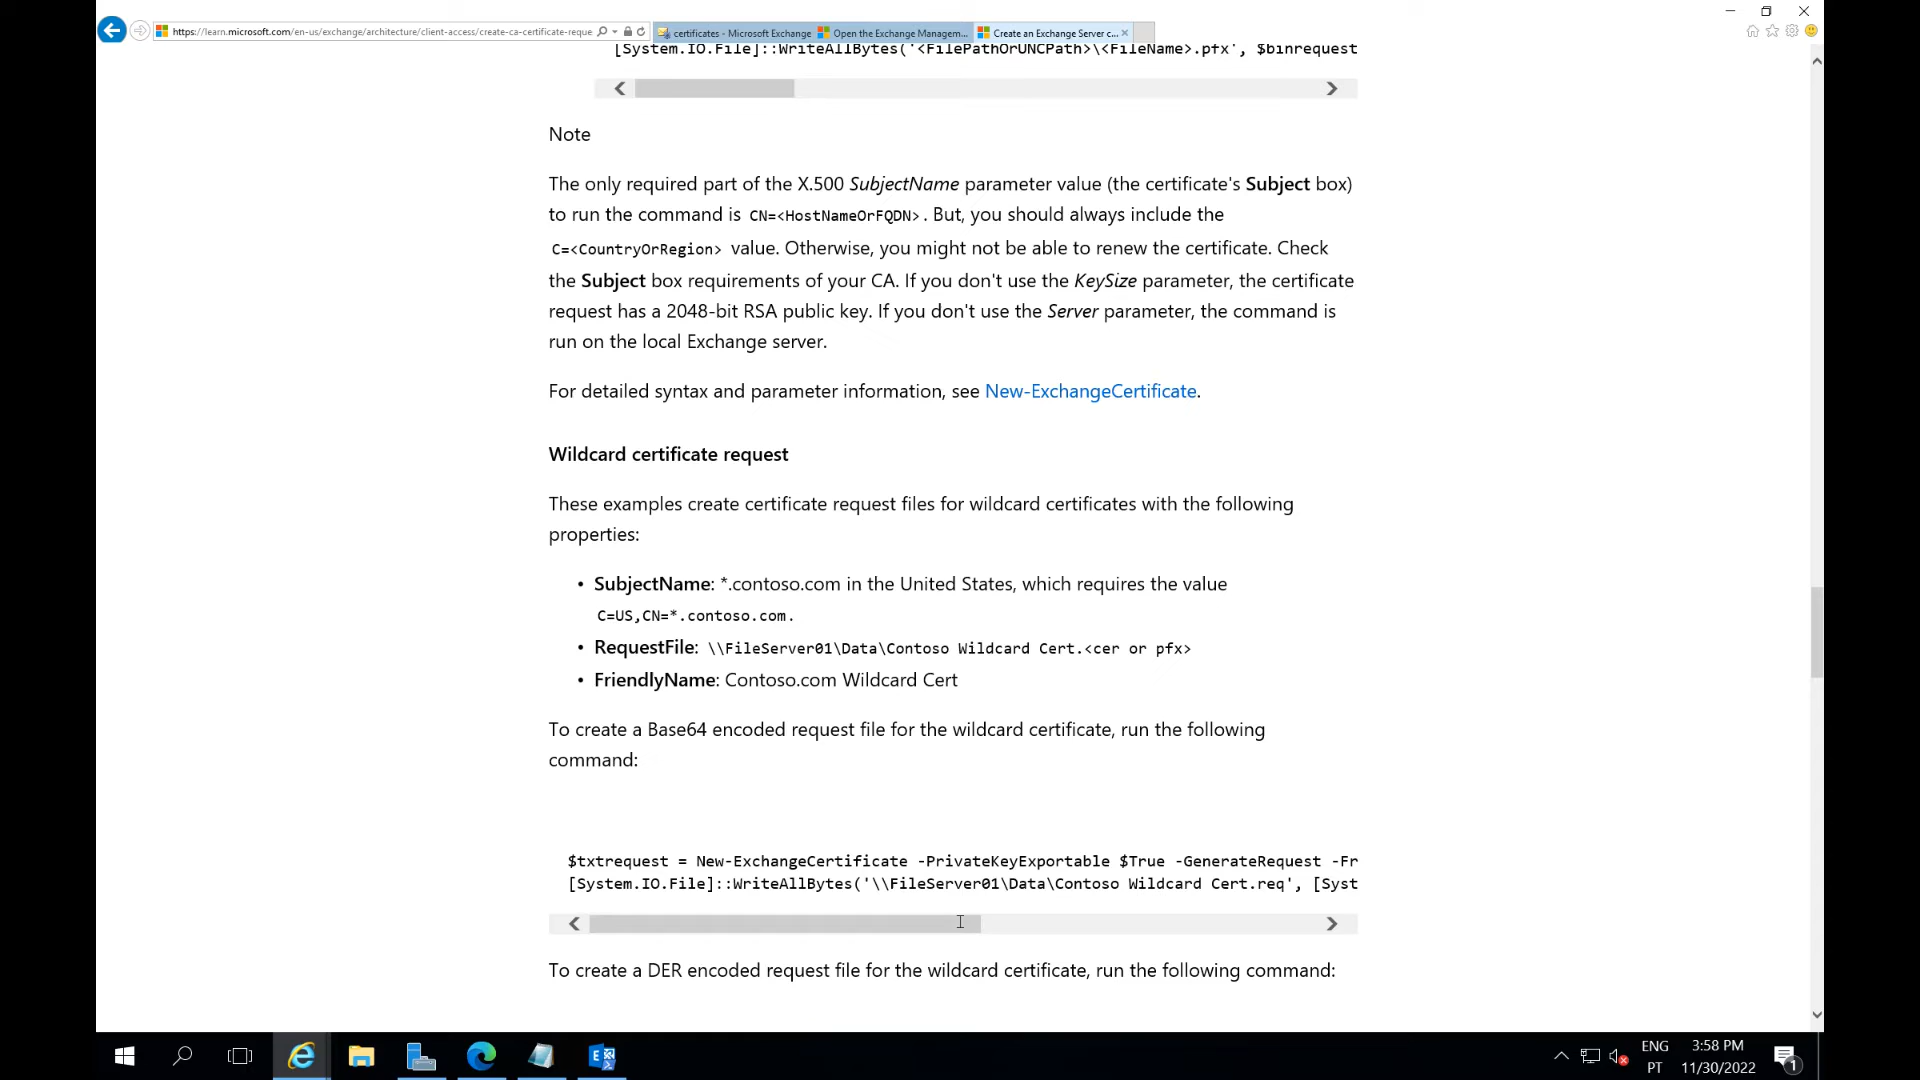 https://learn.microsoft.com/en-us/exchange/architecture/client-access/create-ca-certificate-reque
certificates - Microsoft Exchange
Open the Exchange Managem...
Create an Exchange Server c...
[System.IO.File]::WriteAllBytes('<FilePathOrUNCPath>\<FileName>.pfx', $binrequest
Note
The only required part of the X.500 SubjectName parameter value (the certificate's Subject box)
to run the command is CN=<HostNameOrFQDN>. But, you should always include the
C=<CountryOrRegion> value. Otherwise, you might not be able to renew the certificate. Check
the Subject box requirements of your CA. If you don't use the KeySize parameter, the certificate
request has a 2048-bit RSA public key. If you don't use the Server parameter, the command is
run on the local Exchange server.
For detailed syntax and parameter information, see New-ExchangeCertificate.
Wildcard certificate request
These examples create certificate request files for wildcard certificates with the following
properties:
• SubjectName: *.contoso.com in the United States, which requires the value
C=US,CN=*.contoso.com.
• RequestFile: \\FileServer01\Data\Contoso Wildcard Cert.<cer or pfx>
• FriendlyName: Contoso.com Wildcard Cert
To create a Base64 encoded request file for the wildcard certificate, run the following
command:
$txtrequest = New-ExchangeCertificate -PrivateKeyExportable $True -GenerateRequest -Fr
[System.IO.File]::WriteAllBytes('\\FileServer01\Data\Contoso Wildcard Cert.req', [Syst
To create a DER encoded request file for the wildcard certificate, run the following command:
ENG
PT
3:58 PM
11/30/2022
1